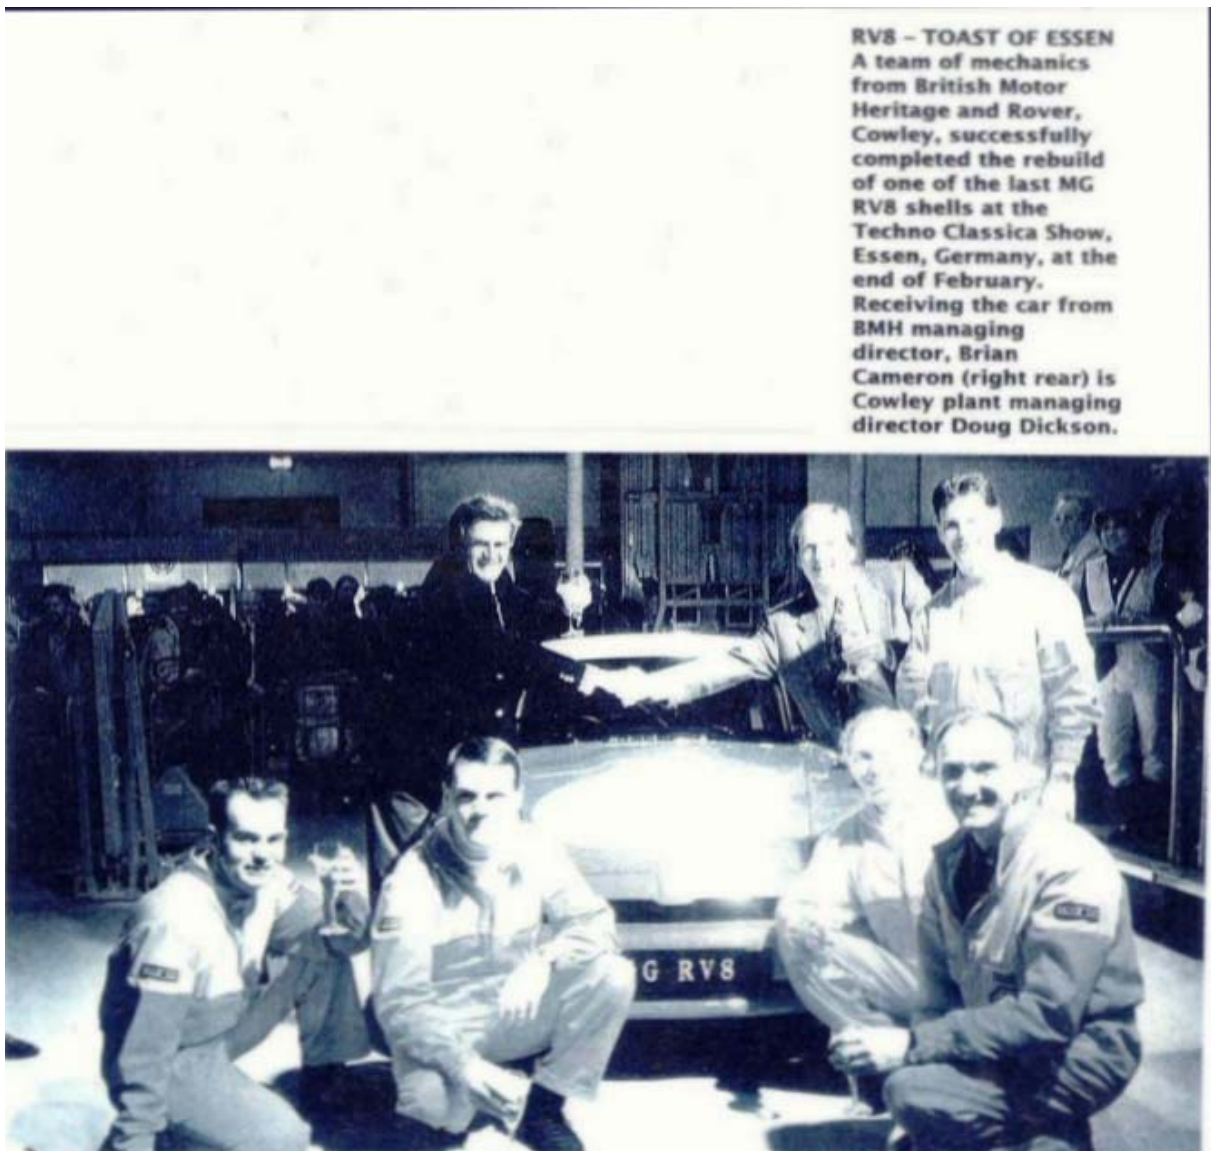 RV8 – TOAST OF ESSEN
A team of mechanics
from British Motor
Heritage and Rover,
Cowley, successfully
completed the rebuild
of one of the last MG
RV8 shells at the
Techno Classica Show,
Essen, Germany, at the
end of February.
Receiving the car from
BMH managing
director, Brian
Cameron (right rear) is
Cowley plant managing
director Doug Dickson.
G RV8